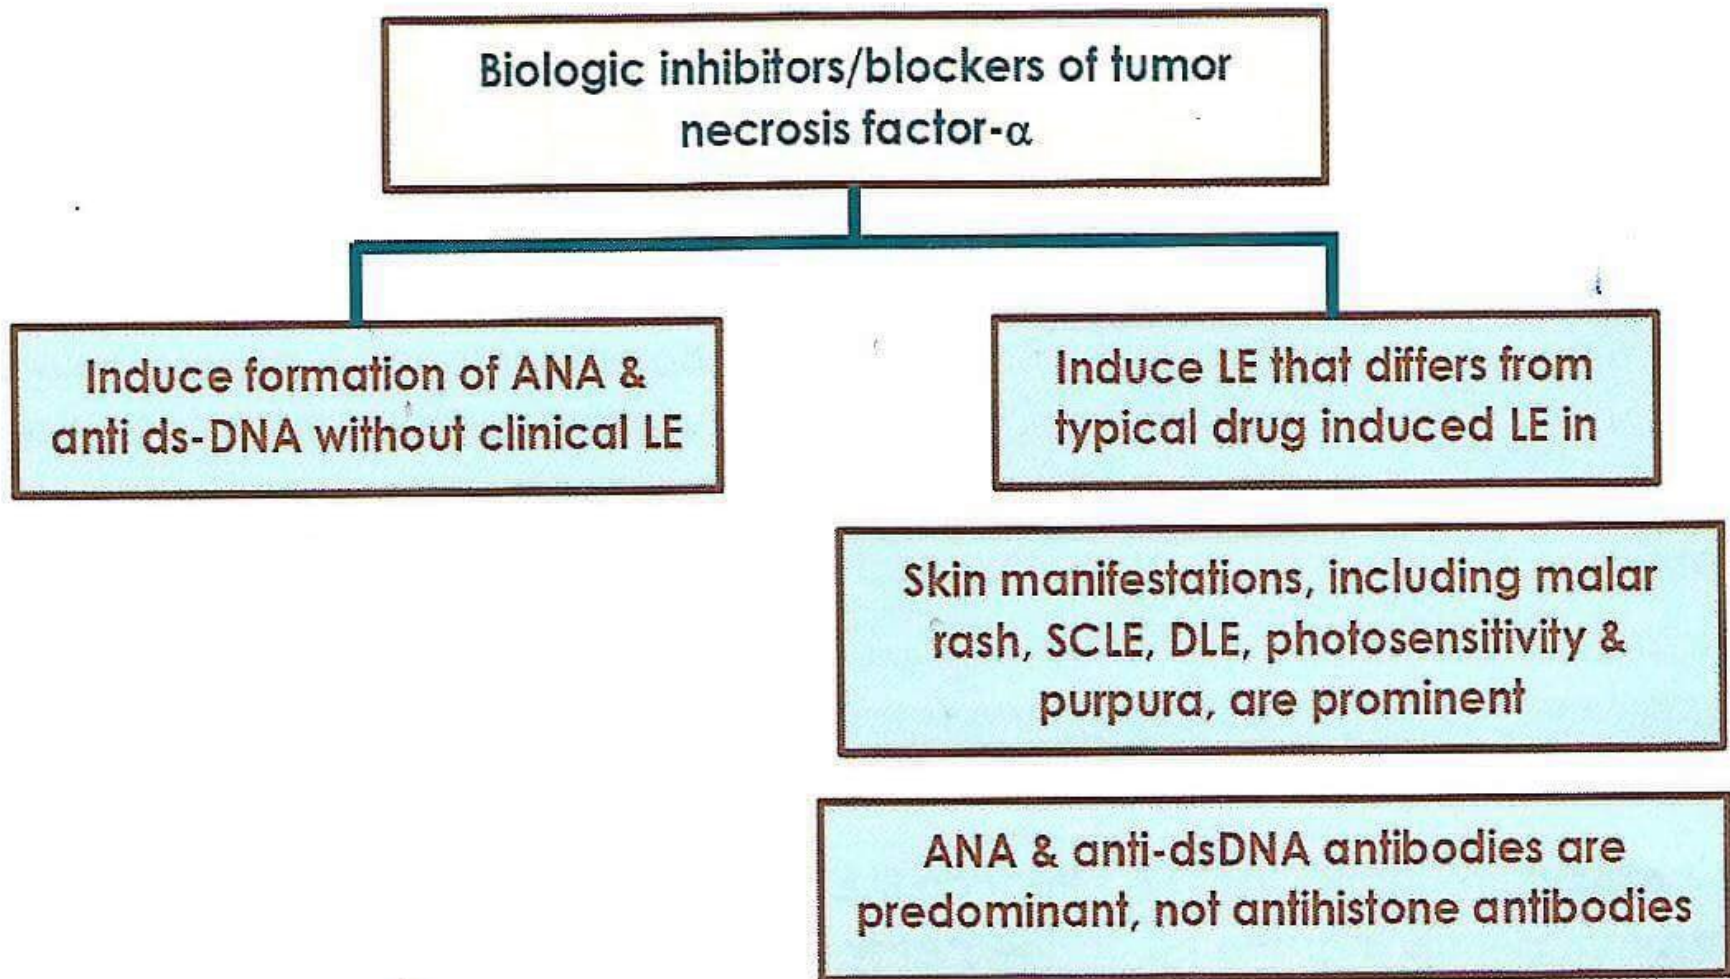 Biologic inhibitors/blockers of tumor
necrosis factor-α
Induce formation of ANA &
anti ds-DNA without clinical LE
Induce LE that differs from
typical drug induced LE in
Skin manifestations, including malar
rash, SCLE, DLE, photosensitivity &
purpura, are prominent
ANA & anti-dsDNA antibodies are
predominant, not antihistone antibodies